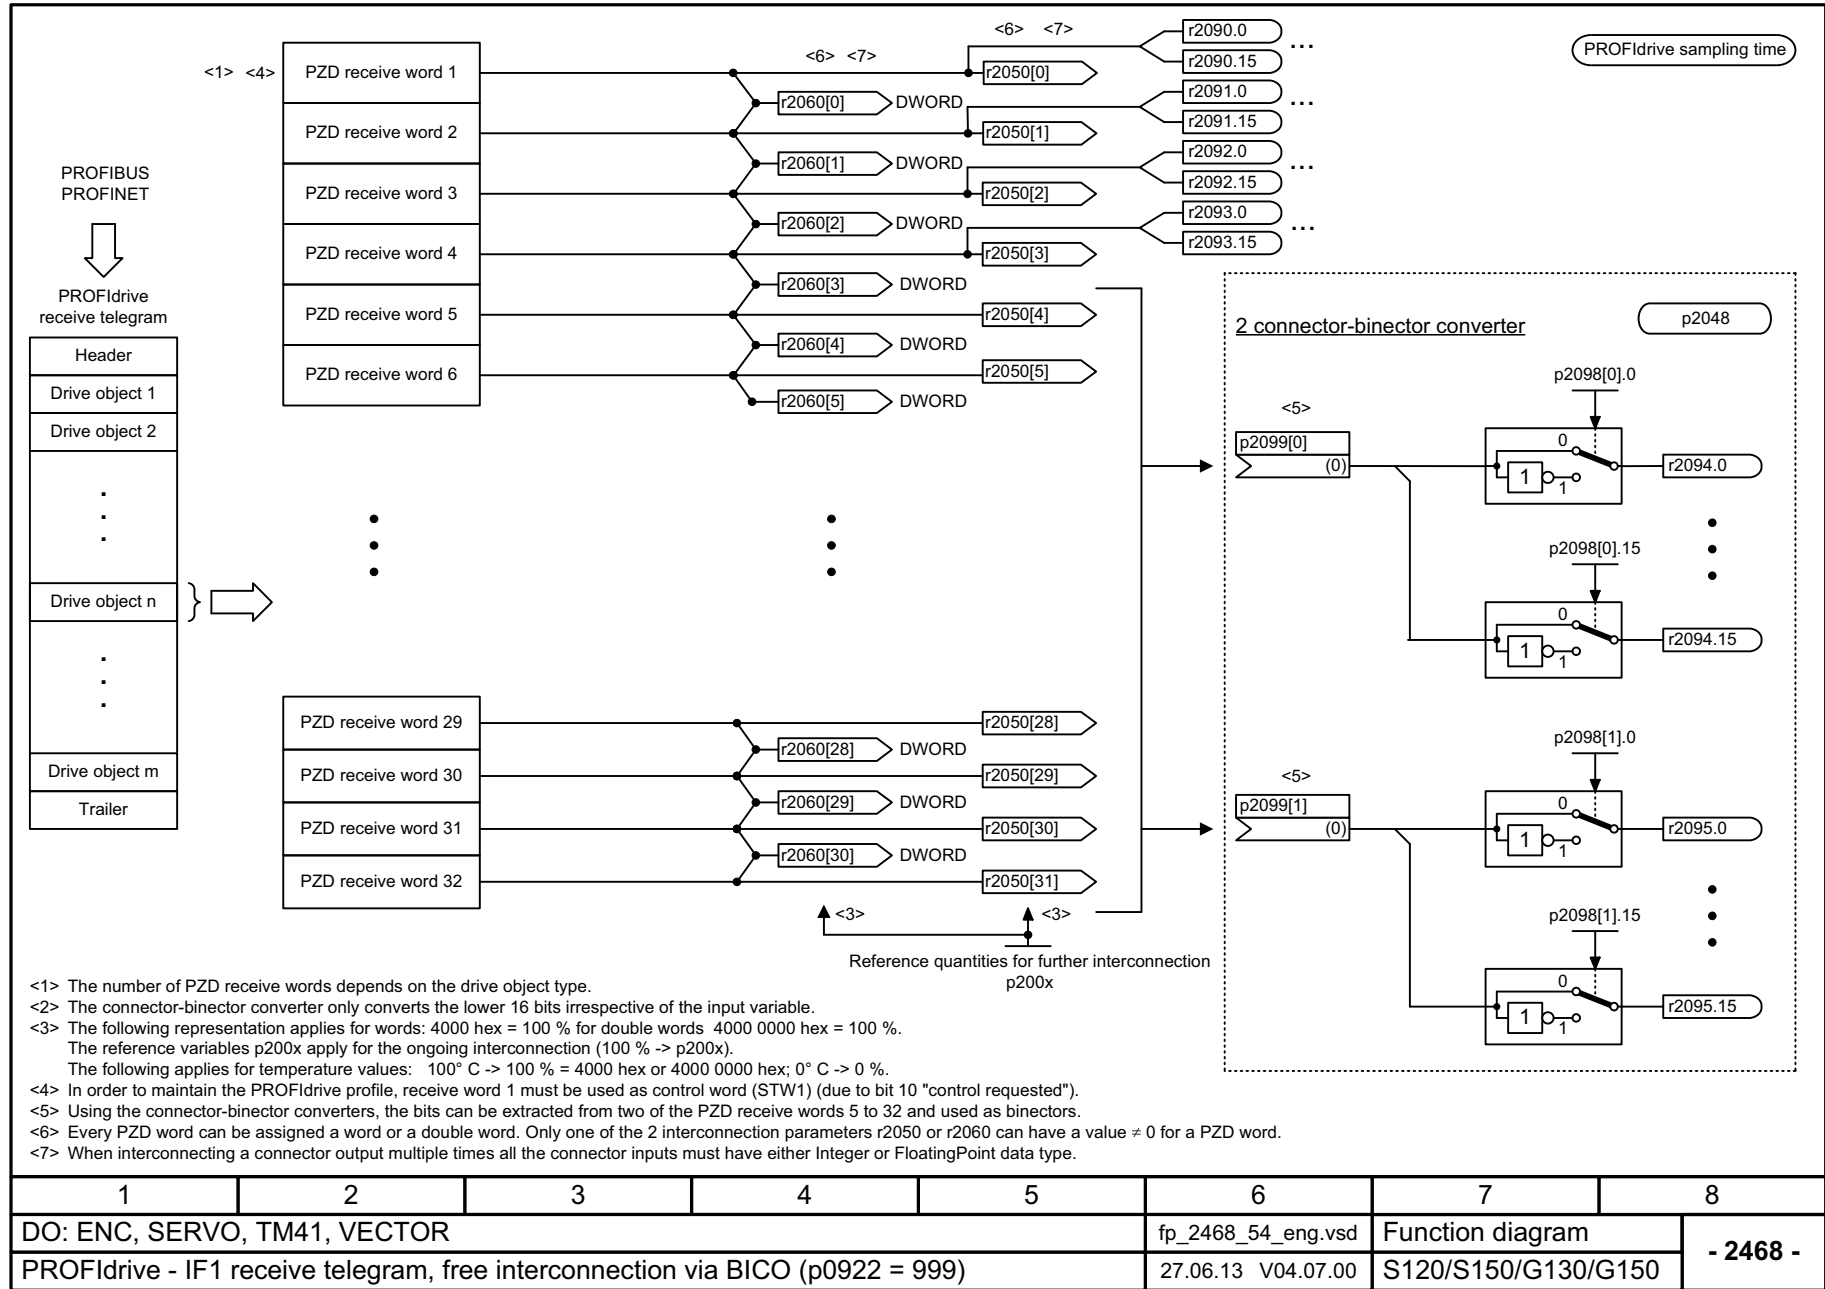 <6> <7>
r2090.0
...
PROFIdrive sampling time
<1> <4>
PZD receive word 1
<6> <7>
r2050[0]
r2090.15
r2060[0] DWORD
r2091.0
...
PZD receive word 2
r2050[1]
r2091.15
r2060[1] DWORD
r2092.0
...
PROFIBUS
PROFINET
PZD receive word 3
r2050[2]
r2092.15
r2060[2] DWORD
r2093.0
...
PZD receive word 4
r2050[3]
r2093.15
r2060[3] DWORD
PROFIdrive
receive telegram
PZD receive word 5
r2050[4]
r2060[4] DWORD
PZD receive word 6
r2050[5]
r2060[5] DWORD
Header
Drive object 1
Drive object 2
Drive object n
Drive object m
Trailer
2 connector-binector converter
p2048
p2098[0].0
<5>
p2099[0]
(0)
0
1
1
r2094.0
p2098[0].15
0
1
1
r2094.15
PZD receive word 29
r2050[28]
r2060[28] DWORD
PZD receive word 30
r2050[29]
r2060[29] DWORD
PZD receive word 31
r2050[30]
r2060[30] DWORD
PZD receive word 32
r2050[31]
p2098[1].0
<5>
p2099[1]
(0)
0
1
1
r2095.0
p2098[1].15
0
1
1
r2095.15
<3>
<3>
Reference quantities for further interconnection
p200x
<1> The number of PZD receive words depends on the drive object type.
<2> The connector-binector converter only converts the lower 16 bits irrespective of the input variable.
<3> The following representation applies for words: 4000 hex = 100 % for double words 4000 0000 hex = 100 %.
The reference variables p200x apply for the ongoing interconnection (100 % -> p200x).
The following applies for temperature values: 100° C -> 100 % = 4000 hex or 4000 0000 hex; 0° C -> 0 %.
<4> In order to maintain the PROFIdrive profile, receive word 1 must be used as control word (STW1) (due to bit 10 "control requested").
<5> Using the connector-binector converters, the bits can be extracted from two of the PZD receive words 5 to 32 and used as binectors.
<6> Every PZD word can be assigned a word or a double word. Only one of the 2 interconnection parameters r2050 or r2060 can have a value ≠ 0 for a PZD word.
<7> When interconnecting a connector output multiple times all the connector inputs must have either Integer or FloatingPoint data type.
1 2 3 4 5 6 7 8
DO: ENC, SERVO, TM41, VECTOR
fp_2468_54_eng.vsd
Function diagram
- 2468 -
PROFIdrive - IF1 receive telegram, free interconnection via BICO (p0922 = 999)
27.06.13 V04.07.00
S120/S150/G130/G150